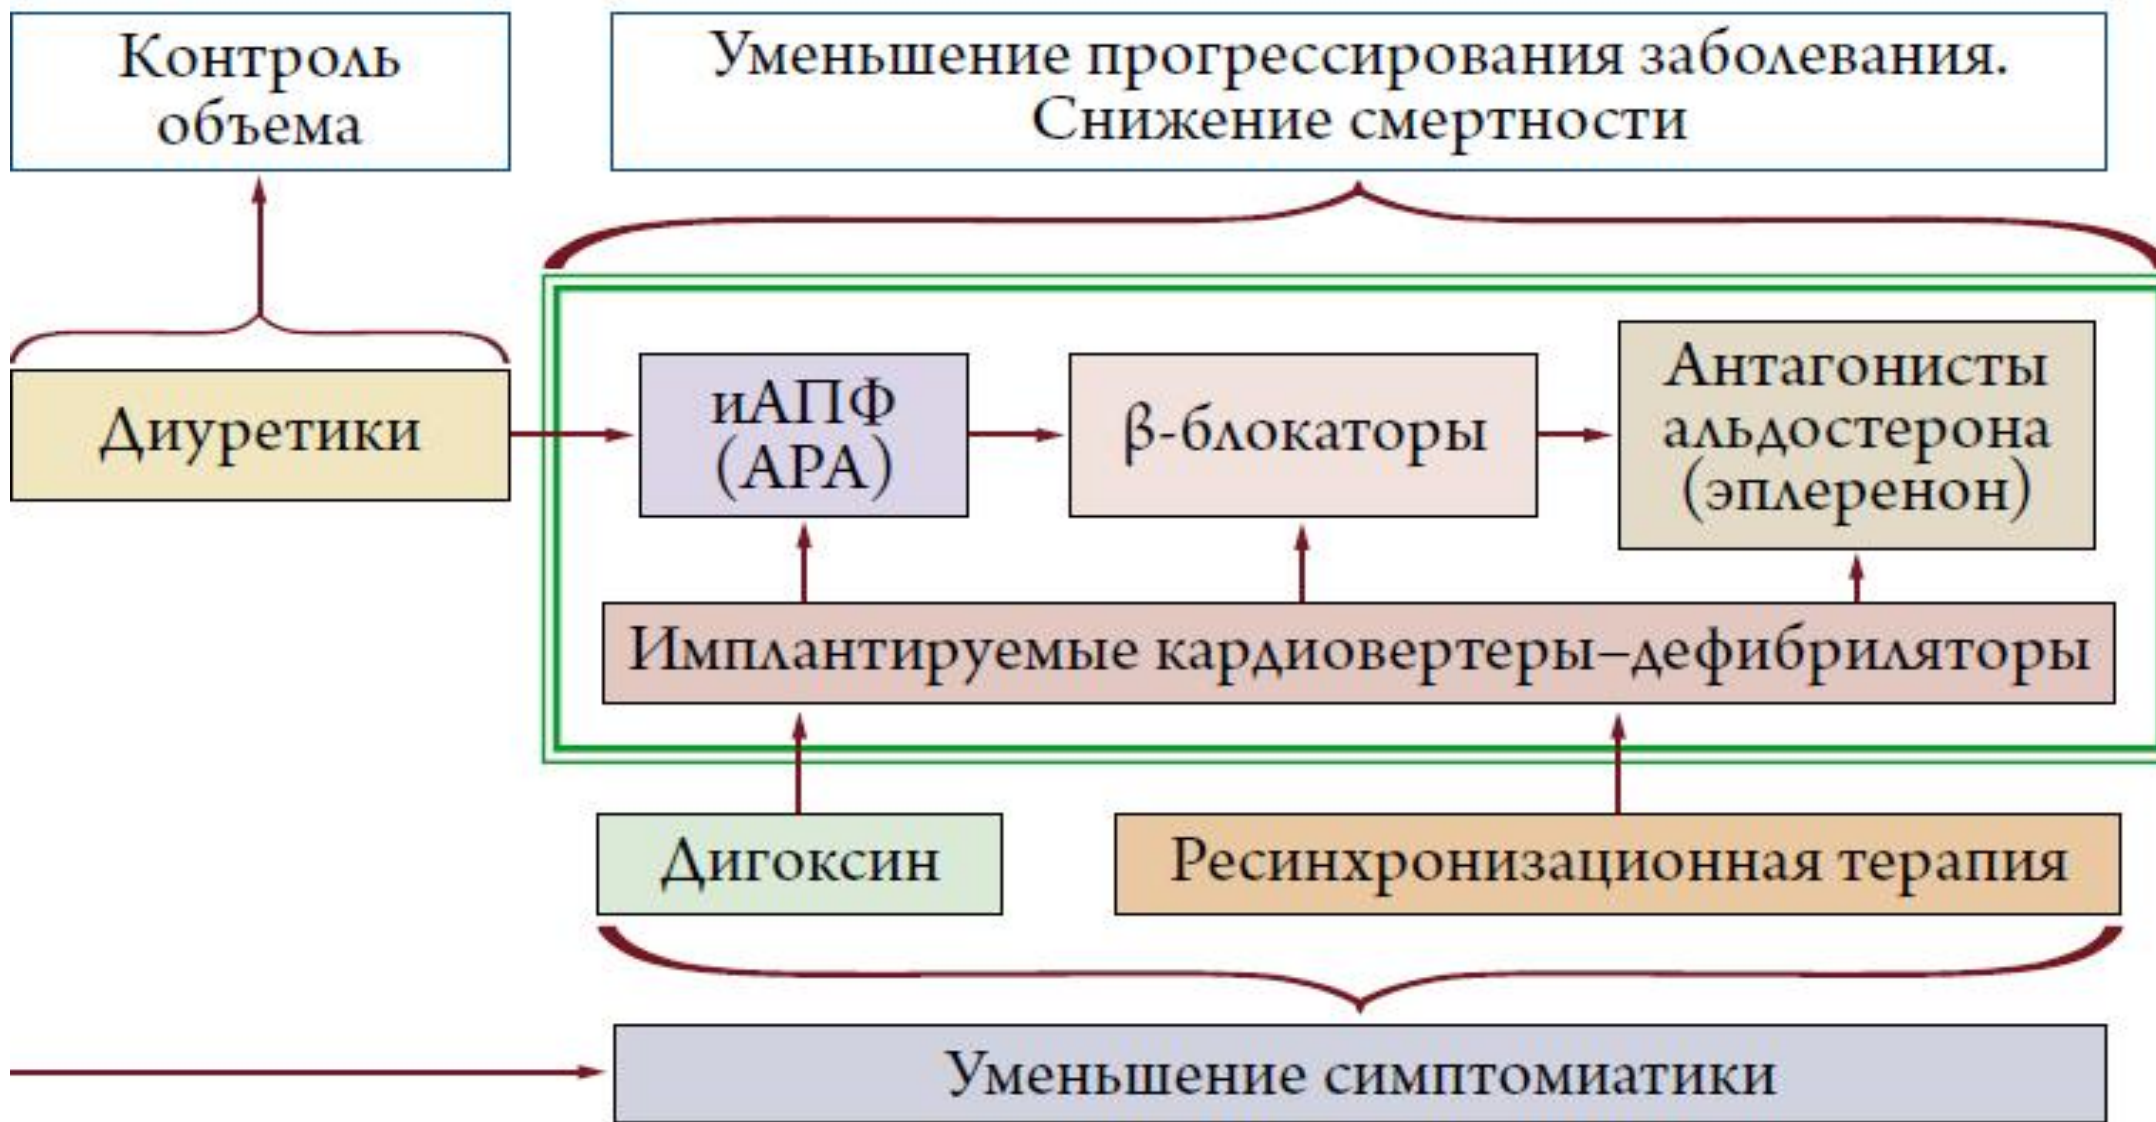 Контроль
объема
Уменьшение прогрессирования заболевания.
Снижение смертности
Диуретики
иАПФ
(АРА)
β-блокаторы
Антагонисты
альдостерона
(эплеренон)
Имплантируемые кардиовертеры–дефибриляторы
Дигоксин
Ресинхронизационная терапия
Уменьшение симптомиатики